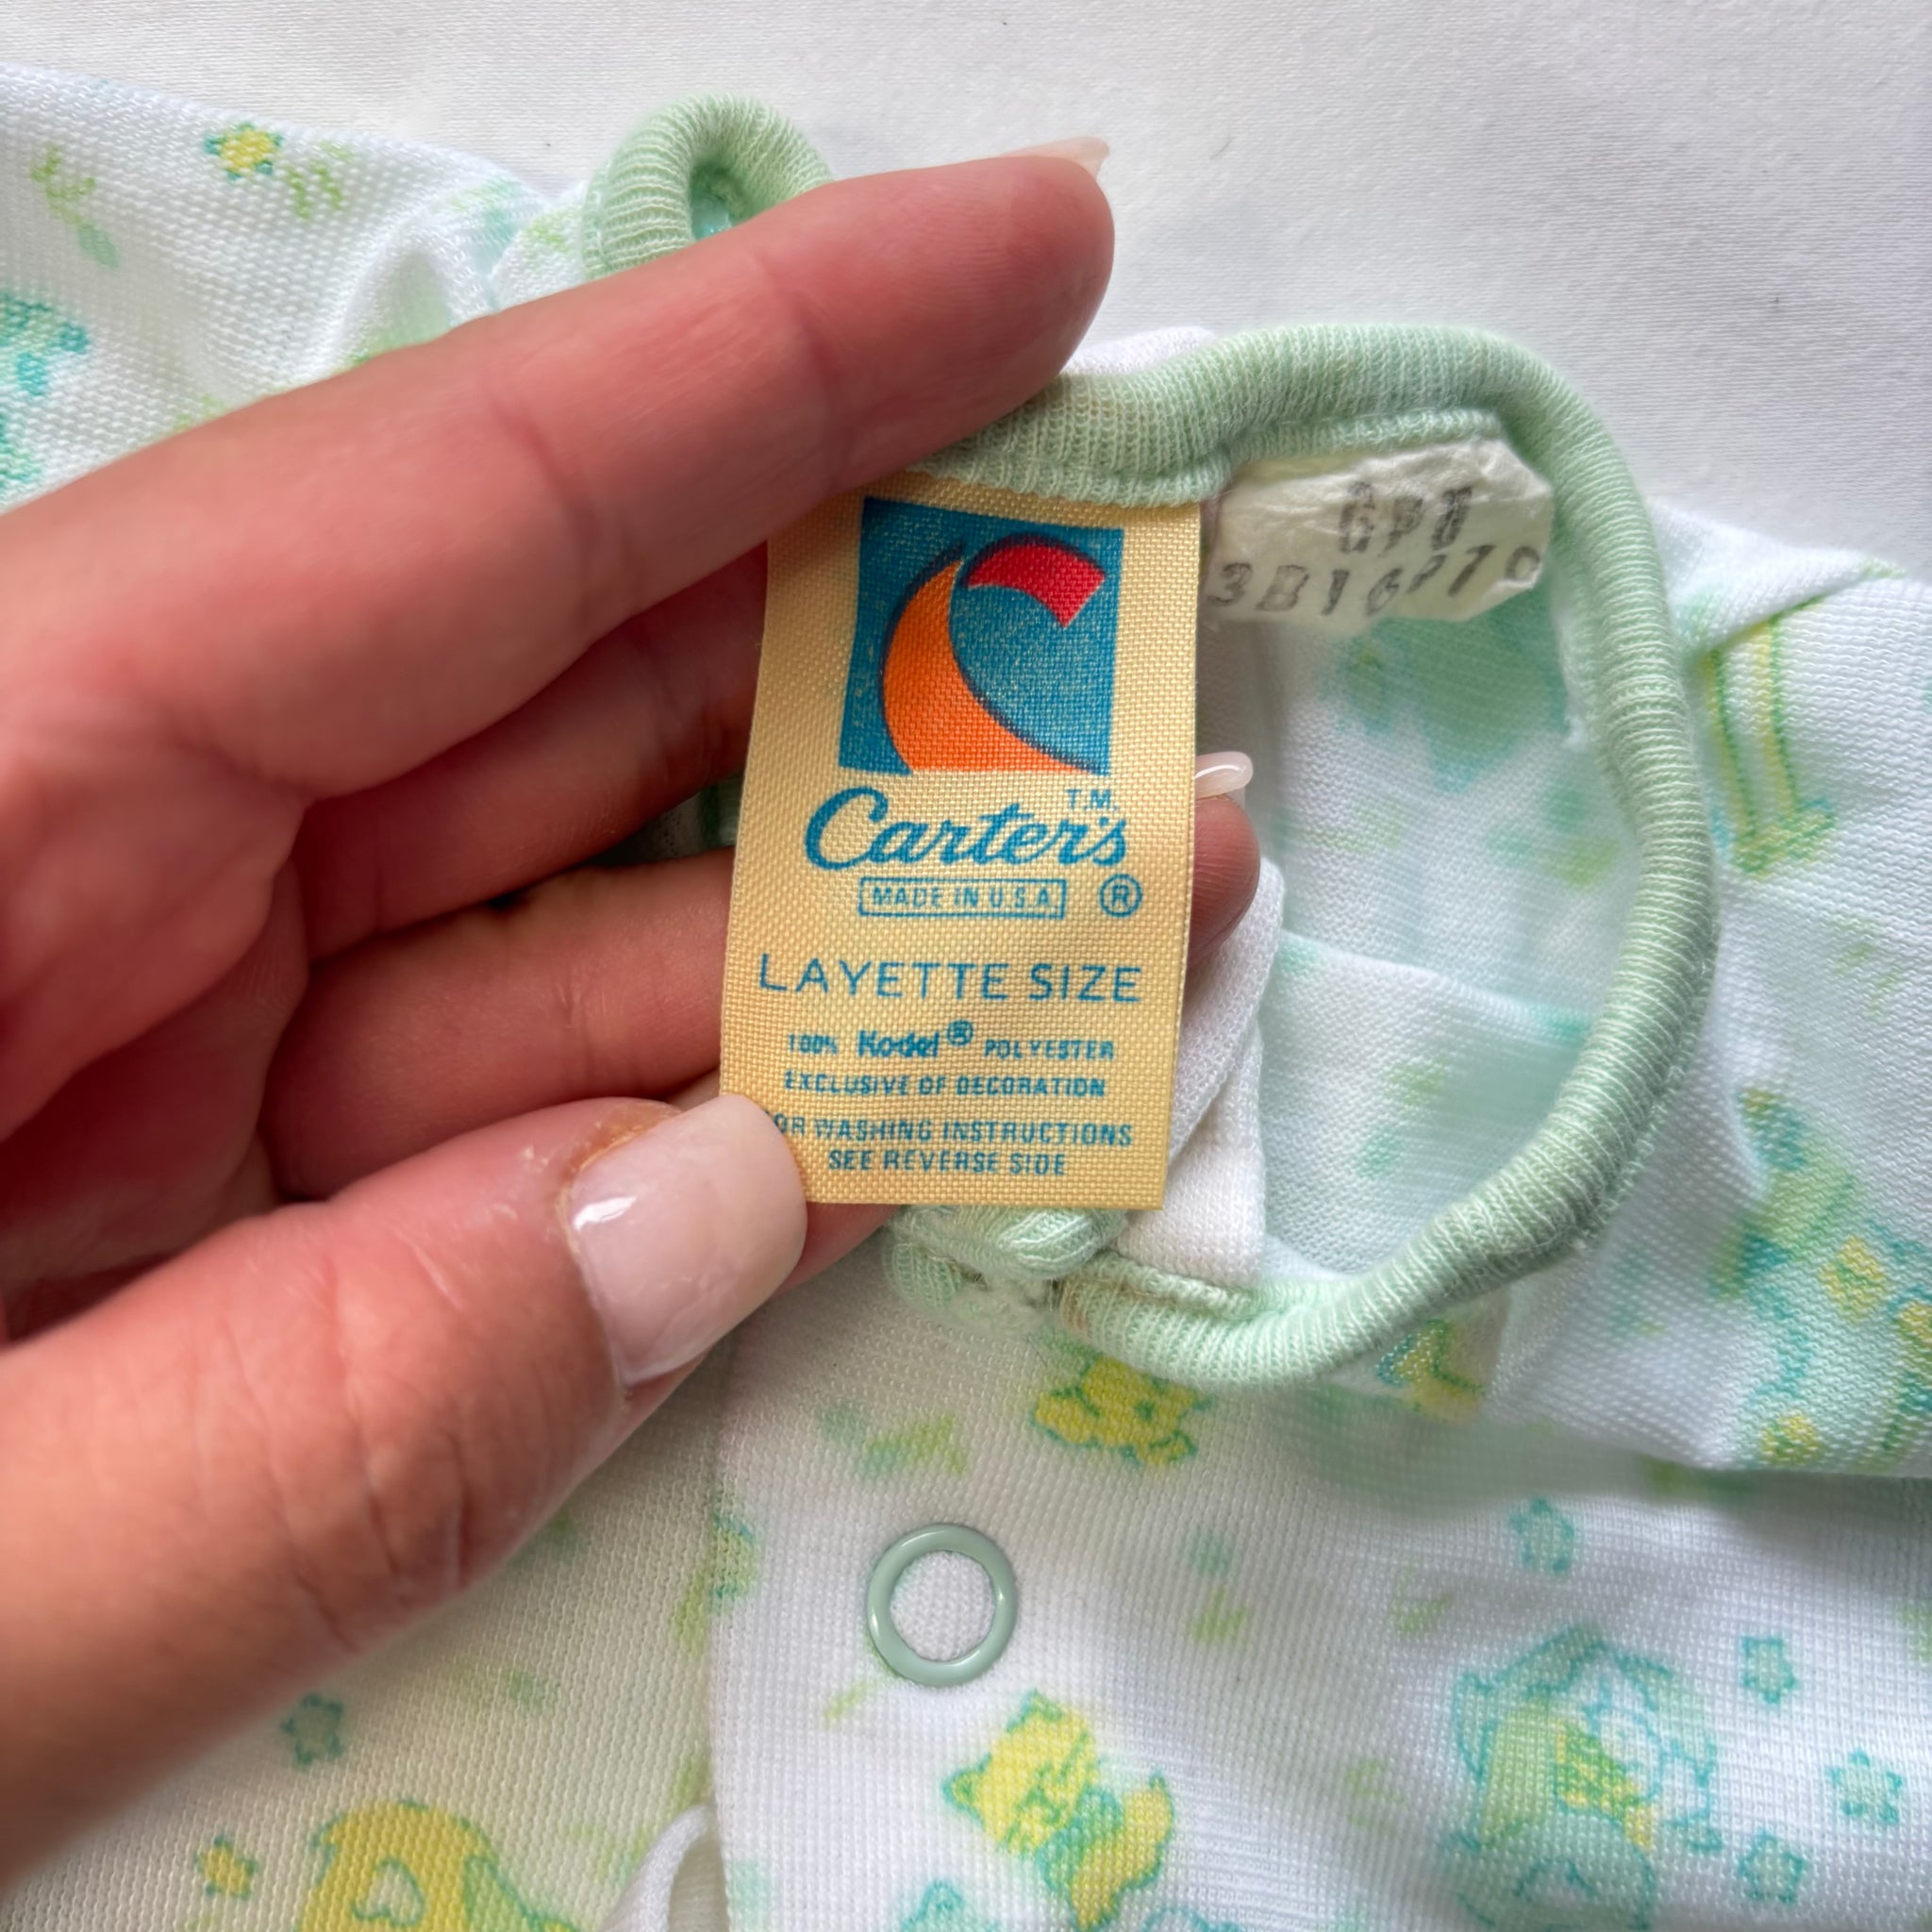 T.M.
Carter's
MADE IN U.S.A. ®
LAYETTE SIZE
100% Kodel® POLYESTER
EXCLUSIVE OF DECORATION
OR WASHING INSTRUCTIONS
SEE REVERSE SIDE